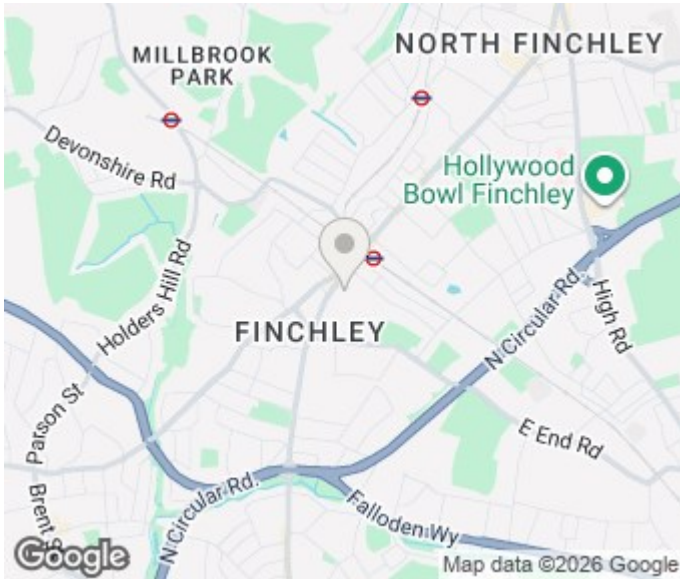 NORTH FINCHLEY
MILLBROOK
PARK
Devonshire Rd
Hollywood
Bowl Finchley
Holders Hill Rd
FINCHLEY
N Circular Rd.
High Rd
Parson St
E End Rd
Brent S
N Circular Rd.
Falloden Wy
Google
Map data ©2026 Google